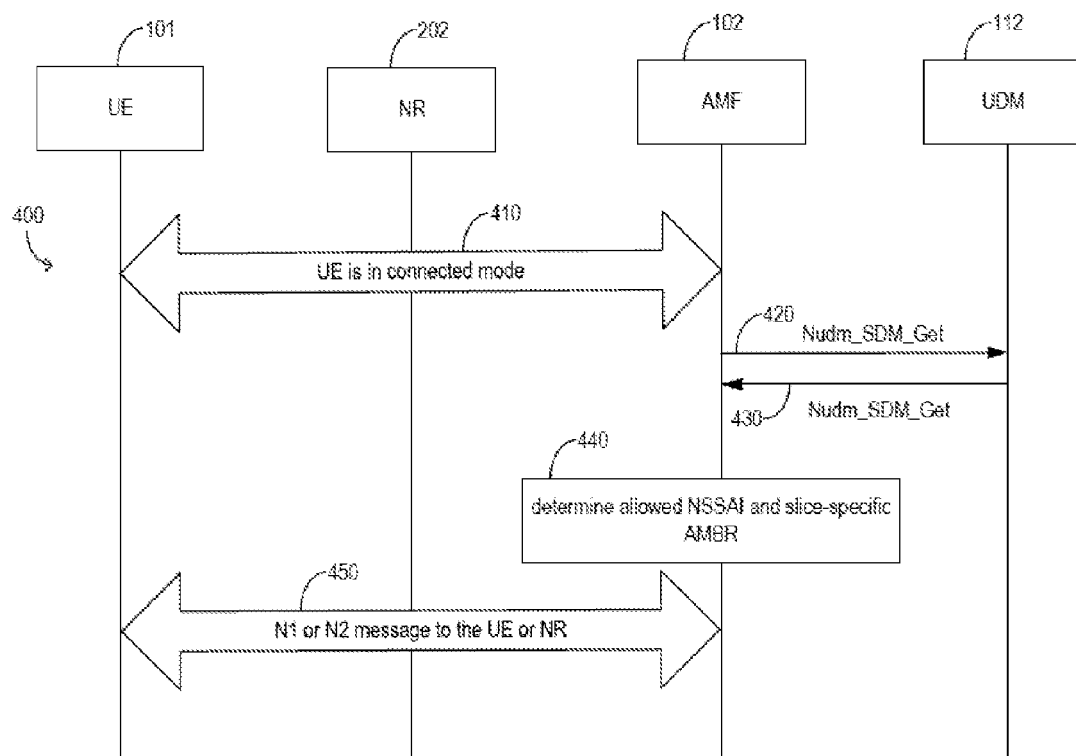 101
202
102
112
UE
NR
AMF
UDM
400
410
UE is in connected mode
420
Nudm_SDM_Get
430
Nudm_SDM_Get
440
determine allowed NSSAI and slice-specific
AMBR
450
N1 or N2 message to the UE or NR